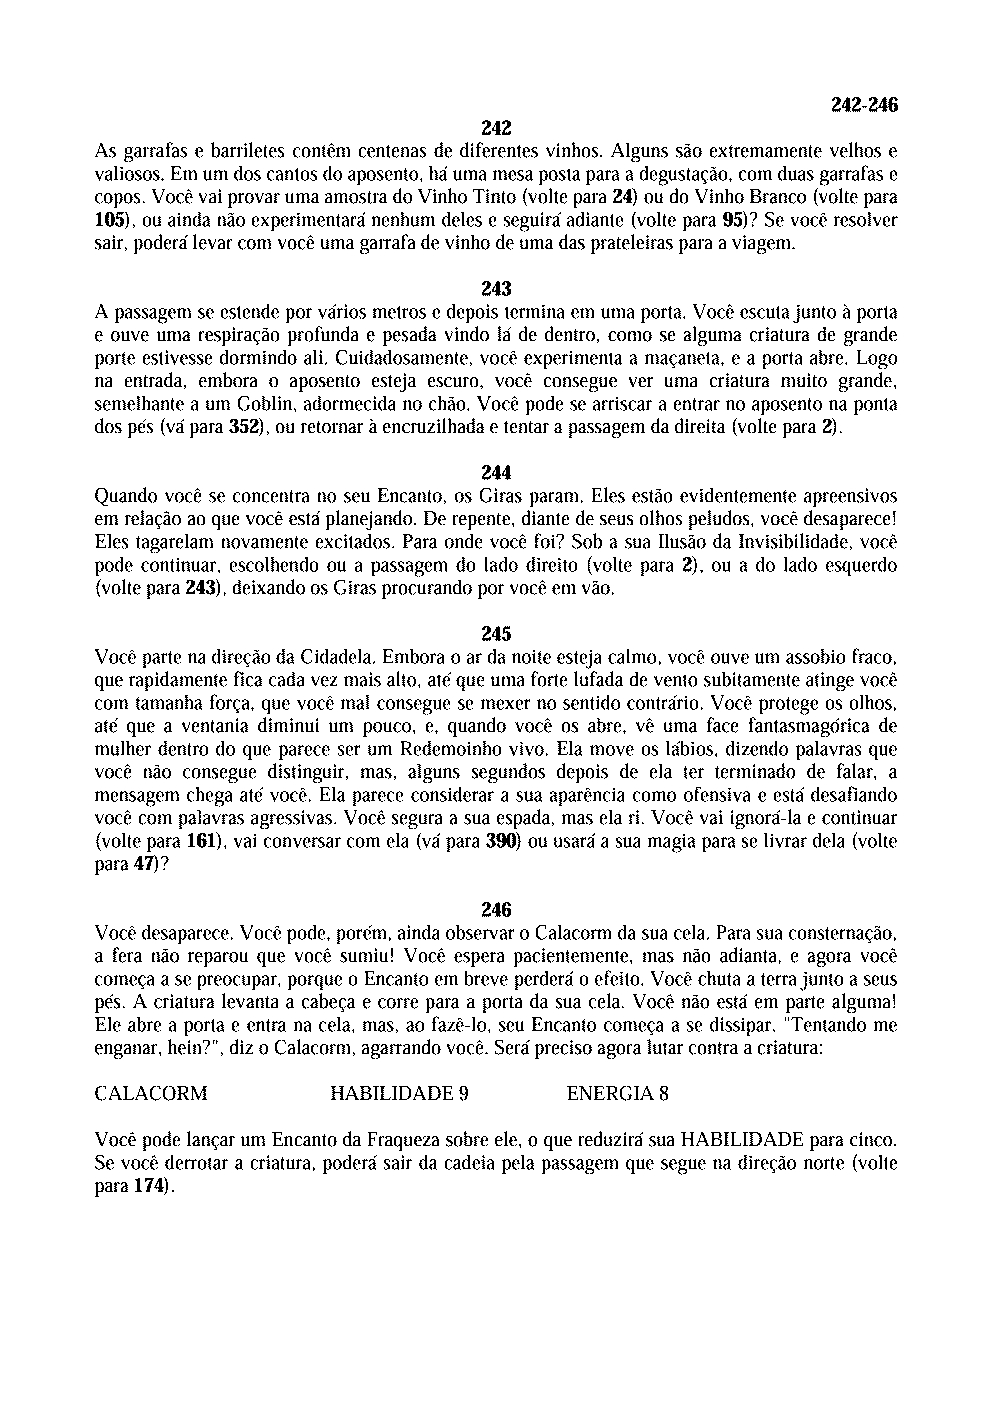 242-246
242
As garrafas e barriletes contêm centenas de diferentes vinhos. Alguns são extremamente velhos e
valiosos. Em um dos cantos do aposento, há uma mesa posta para a degustação, com duas garrafas e
copos. Você vai provar uma amostra do Vinho Tinto (volte para 24) ou do Vinho Branco (volte para
105), ou ainda não experimentará nenhum deles e seguirá adiante (volte para 95)? Se você resolver
sair, poderá levar com você uma garrafa de vinho de uma das prateleiras para a viagem.
243
A passagem se estende por vários metros e depois termina em uma porta. Você escuta junto à porta
e ouve uma respiração profunda e pesada vindo lá de dentro, como se alguma criatura de grande
porte estivesse dormindo ali. Cuidadosamente, você experimenta a maçaneta, e a porta abre. Logo
na entrada, embora o aposento esteja escuro, você consegue ver uma criatura muito grande,
semelhante a um Goblin, adormecida no chão. Você pode se arriscar a entrar no aposento na ponta
dos pés (vá para 352), ou retornar à encruzilhada e tentar a passagem da direita (volte para 2).
244
Quando você se concentra no seu Encanto, os Giras param. Eles estão evidentemente apreensivos
em relação ao que você está planejando. De repente, diante de seus olhos peludos, você desaparece!
Eles tagarelam novamente excitados. Para onde você foi? Sob a sua Ilusão da Invisibilidade, você
pode continuar, escolhendo ou a passagem do lado direito (volte para 2), ou a do lado esquerdo
(volte para 243), deixando os Giras procurando por você em vão.
245
Você parte na direção da Cidadela. Embora o ar da noite esteja calmo, você ouve um assobio fraco,
que rapidamente fica cada vez mais alto, até que uma forte lufada de vento subitamente atinge você
com tamanha força, que você mal consegue se mexer no sentido contrário. Você protege os olhos,
até que a ventania diminui um pouco, e, quando você os abre, vê uma face fantasmagórica de
mulher dentro do que parece ser um Redemoinho vivo. Ela move os lábios, dizendo palavras que
você não consegue distinguir, mas, alguns segundos depois de ela ter terminado de falar, a
mensagem chega até você. Ela parece considerar a sua aparência como ofensiva e está desafiando
você com palavras agressivas. Você segura a sua espada, mas ela ri. Você vai ignorá-la e continuar
(volte para 161), vai conversar com ela (vá para 390) ou usará a sua magia para se livrar dela (volte
para 47)?
246
Você desaparece. Você pode, porém, ainda observar o Calacorm da sua cela. Para sua consternação,
a fera não reparou que você sumiu! Você espera pacientemente, mas não adianta, e agora você
começa a se preocupar, porque o Encanto em breve perderá o efeito. Você chuta a terra junto a seus
pés. A criatura levanta a cabeça e corre para a porta da sua cela. Você não está em parte alguma!
Ele abre a porta e entra na cela, mas, ao fazê-lo, seu Encanto começa a se dissipar. "Tentando me
enganar, hein?", diz o Calacorm, agarrando você. Será preciso agora lutar contra a criatura:
CALACORM HABILIDADE 9 ENERGIA 8
Você pode lançar um Encanto da Fraqueza sobre ele, o que reduzirá sua HABILIDADE para cinco.
Se você derrotar a criatura, poderá sair da cadeia pela passagem que segue na direção norte (volte
para 174).